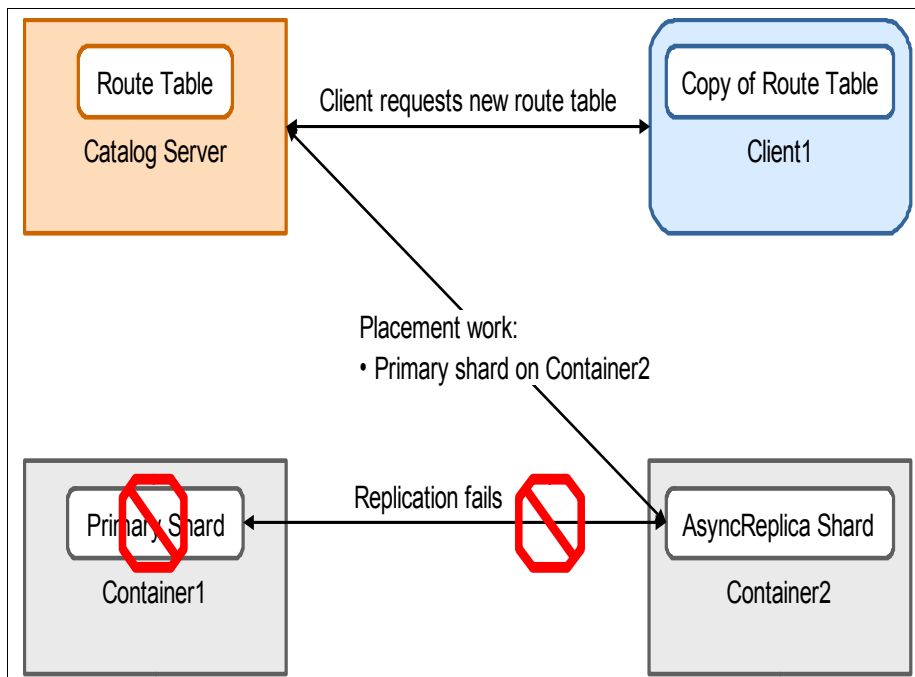 Route Table
Catalog Server
Client requests new route table
Copy of Route Table
Client1
Placement work:
• Primary shard on Container2
Primary Shard
Container1
Replication fails
AsyncReplica Shard
Container2